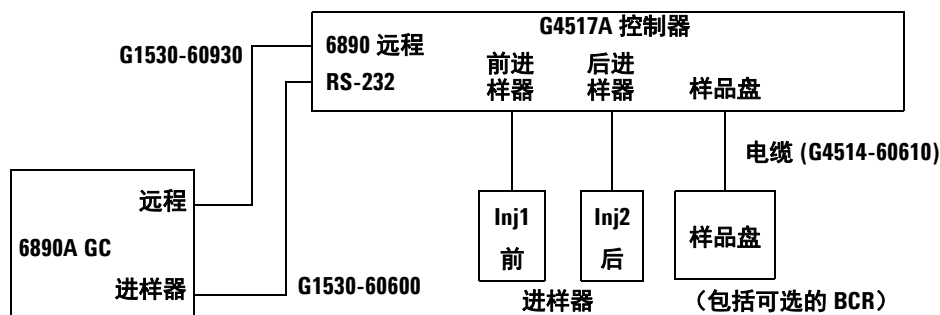 G4517A 控制器
6890 远程
G1530-60930
RS-232
前进
样器
后进
样器
样品盘
电缆 (G4514-60610)
远程
6890A GC
进样器
G1530-60600
Inj1
前
Inj2
后
样品盘
进样器
（包括可选的 BCR）